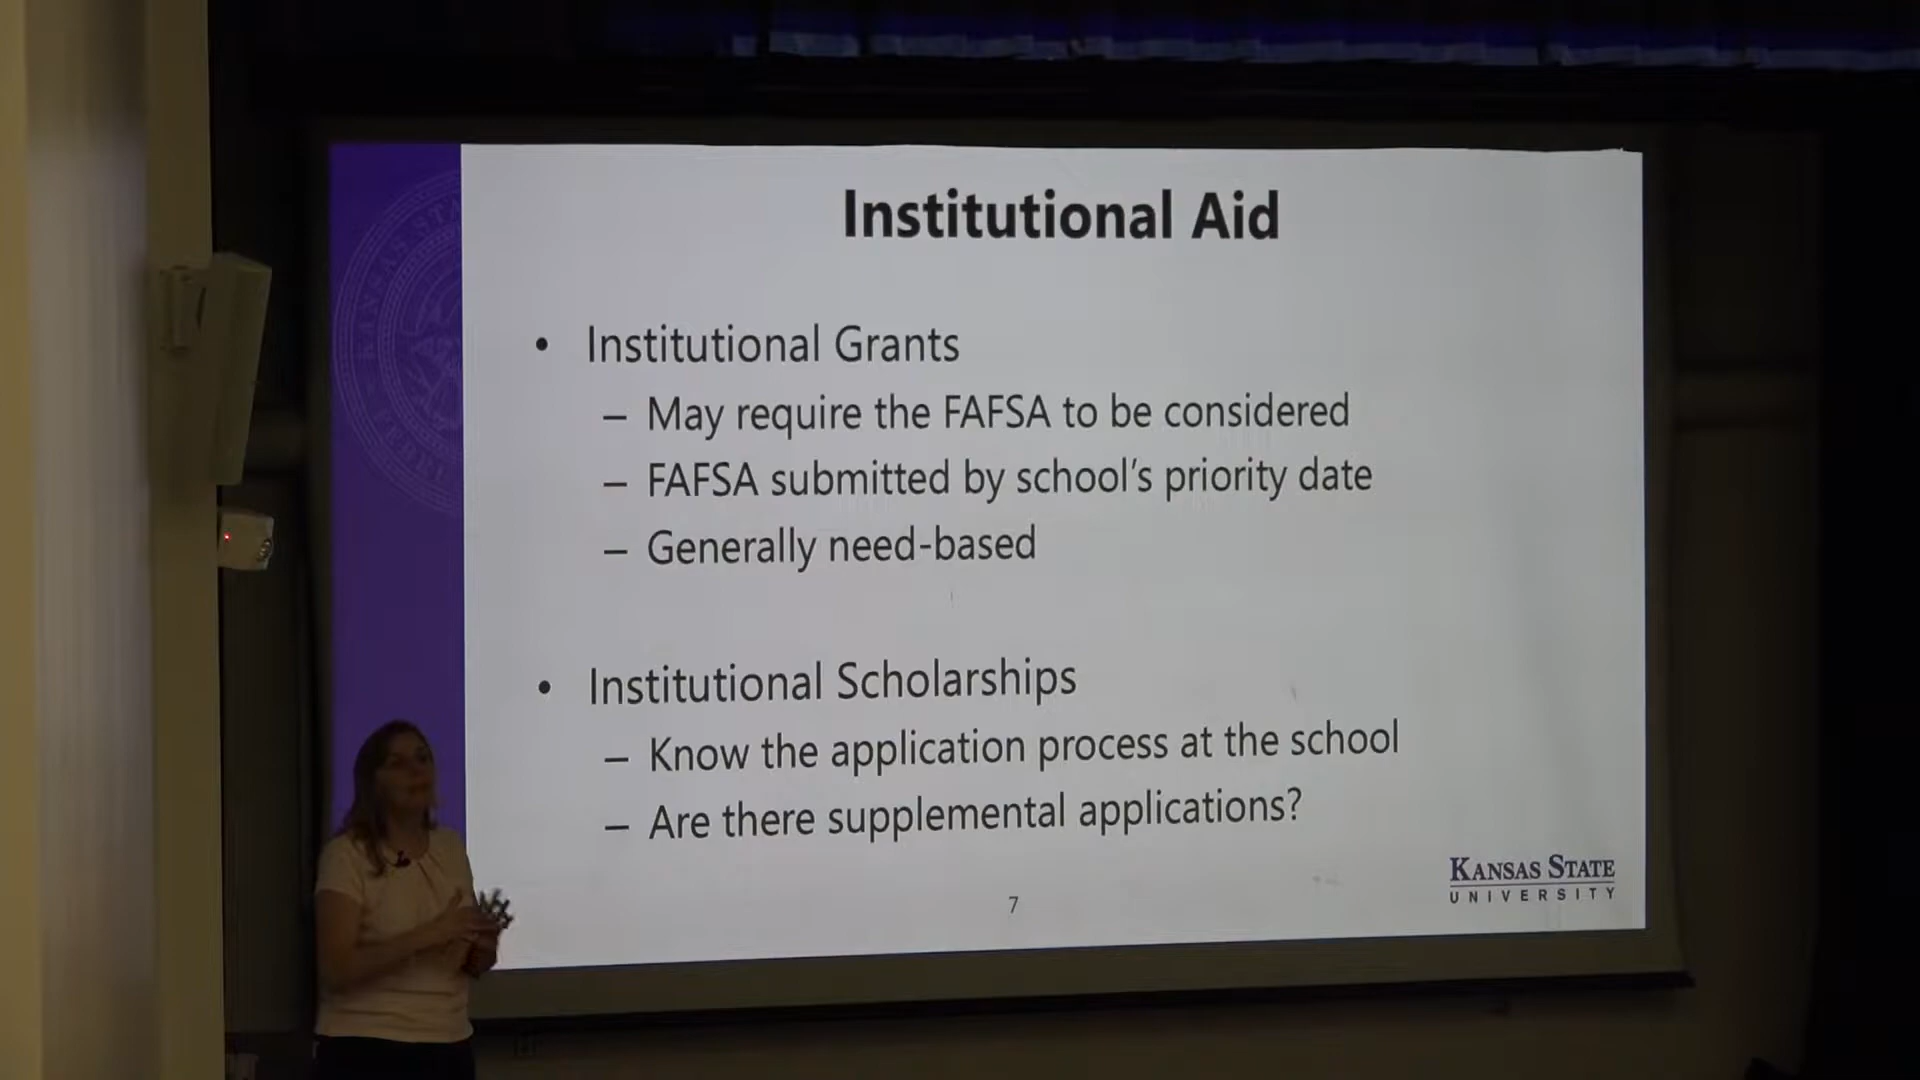 Institutional Aid
• Institutional Grants
– May require the FAFSA to be considered
– FAFSA submitted by school's priority date
– Generally need-based
• Institutional Scholarships
– Know the application process at the school
– Are there supplemental applications?
7
KANSAS STATE
UNIVERSITY